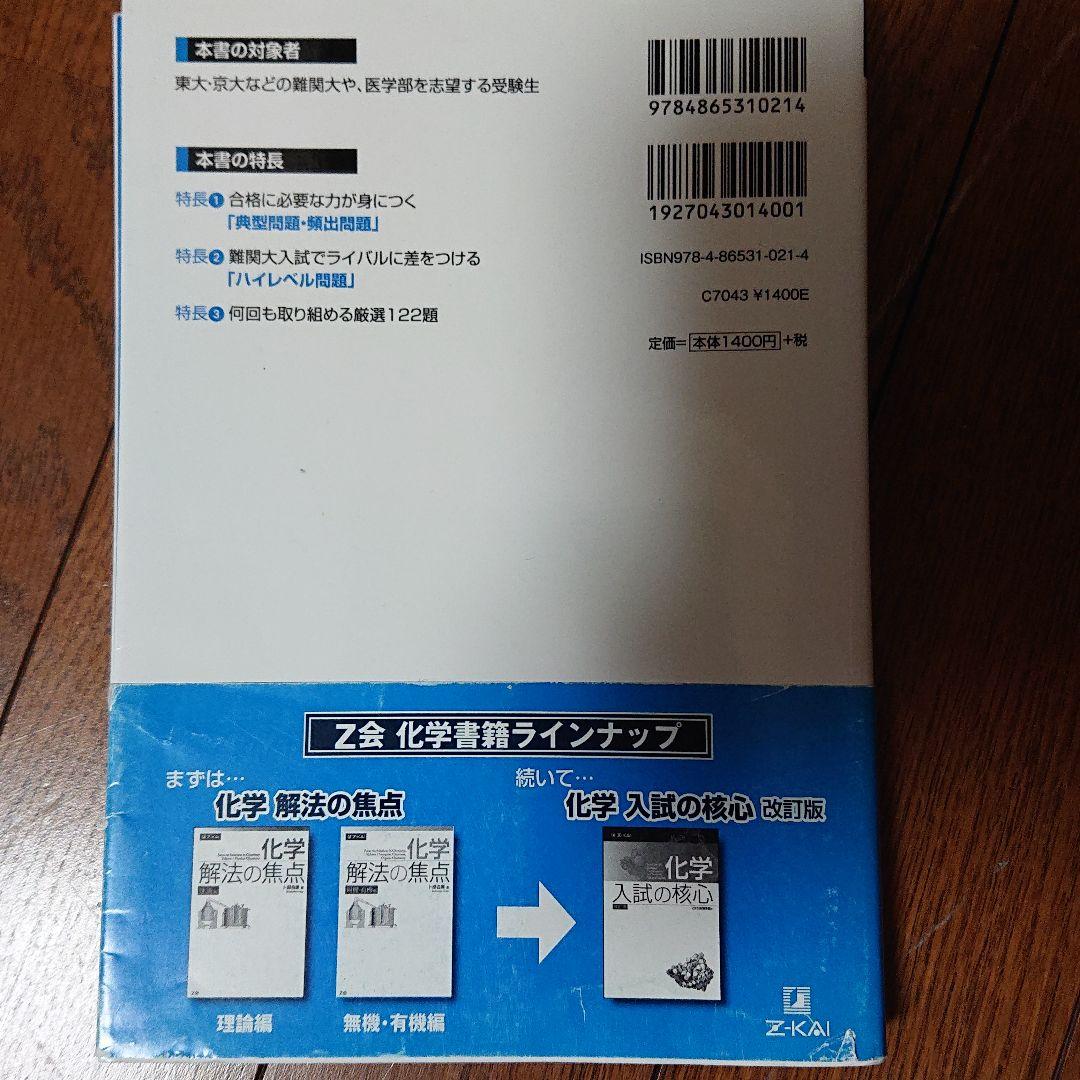 本書の対象者
東大・京大などの難関大や、医学部を志望する受験生
本書の特長
特長❶ 合格に必要な力が身につく
「典型問題・頻出問題」
特長❷ 難関大入試でライバルに差をつける
「ハイレベル問題」
特長❸ 何回も取り組める厳選122題
9784865310214
1927043014001
ISBN978-4-86531-021-4
C7043 ¥1400E
定価= 本体1400円 +税
Z会 化学書籍ラインナップ
まずは…
化学 解法の焦点
続いて…
化学 入試の核心 改訂版
化学
解法の焦点
化学
解法の焦点
化学
入試の核心
理論編
無機・有機編
Z-KAI